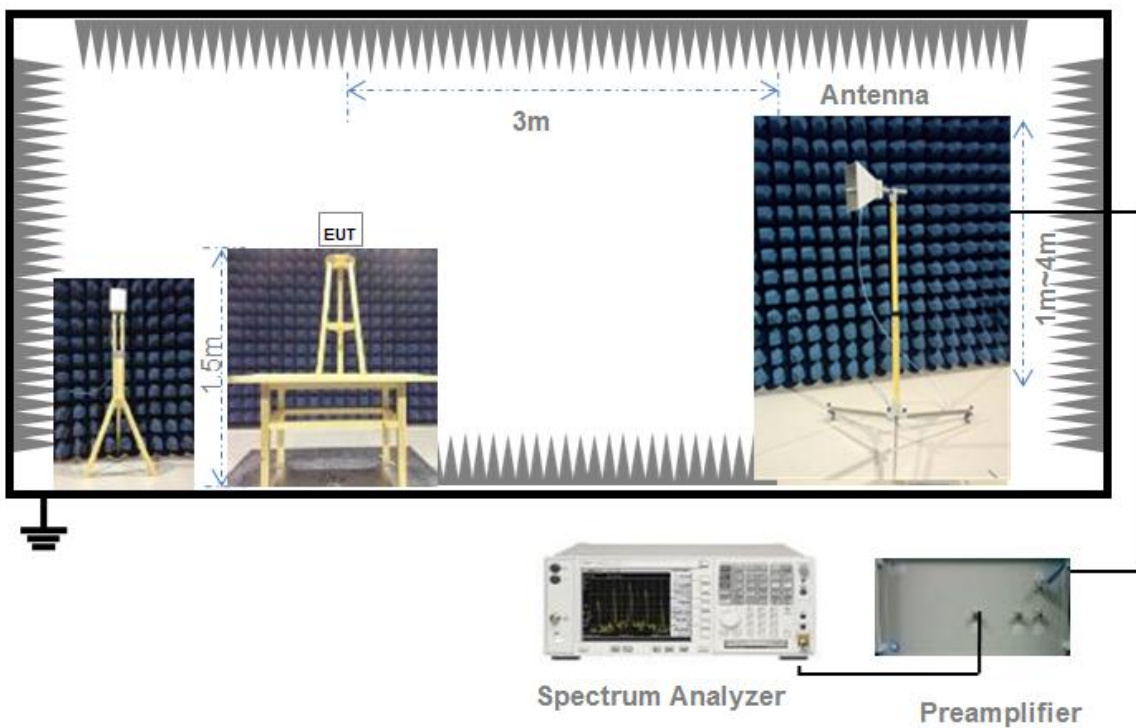 Antenna
3m
EUT
1.5m
1m~4m
Spectrum Analyzer
Preamplifier